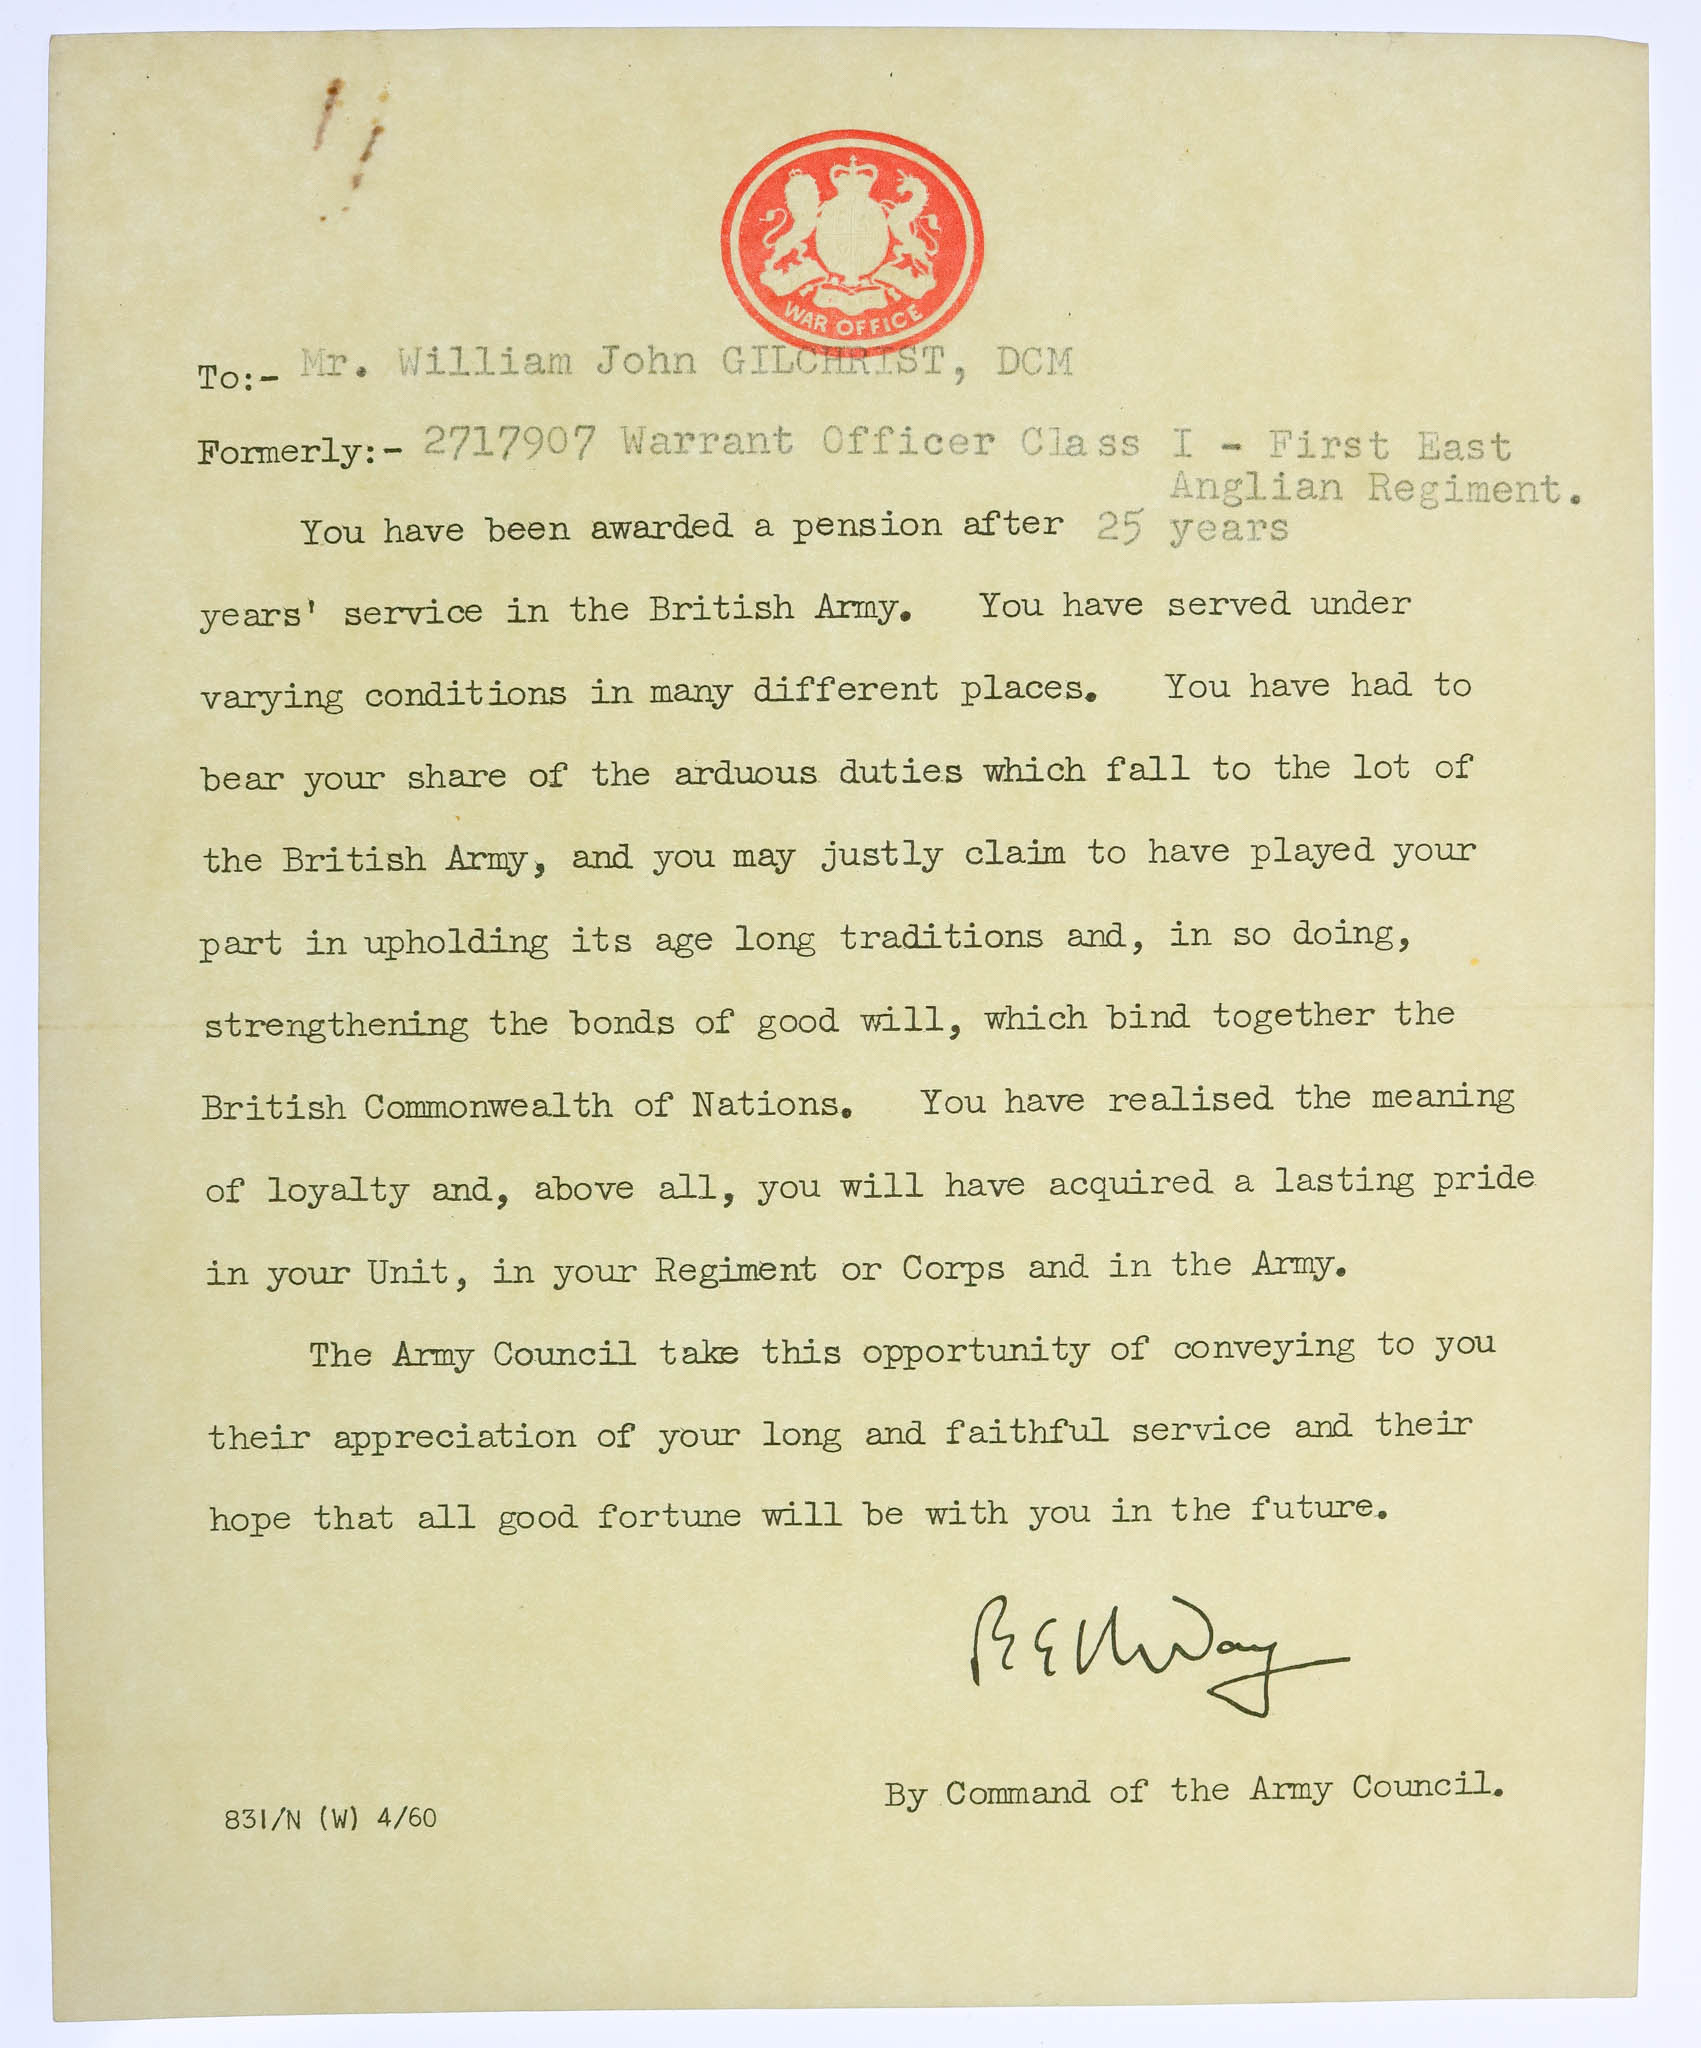 WAR OFFICE
To:- Mr. William John GILCHRIST, DCM
Formerly:- 2717907 Warrant Officer Class I - First East
Anglian Regiment.
You have been awarded a pension after 25 years
years' service in the British Army. You have served under
varying conditions in many different places. You have had to
bear your share of the arduous duties which fall to the lot of
the British Army, and you may justly claim to have played your
part in upholding its age long traditions and, in so doing,
strengthening the bonds of good will, which bind together the
British Commonwealth of Nations. You have realised the meaning
of loyalty and, above all, you will have acquired a lasting pride
in your Unit, in your Regiment or Corps and in the Army.
The Army Council take this opportunity of conveying to you
their appreciation of your long and faithful service and their
hope that all good fortune will be with you in the future.
By Command of the Army Council.
831/N (W) 4/60